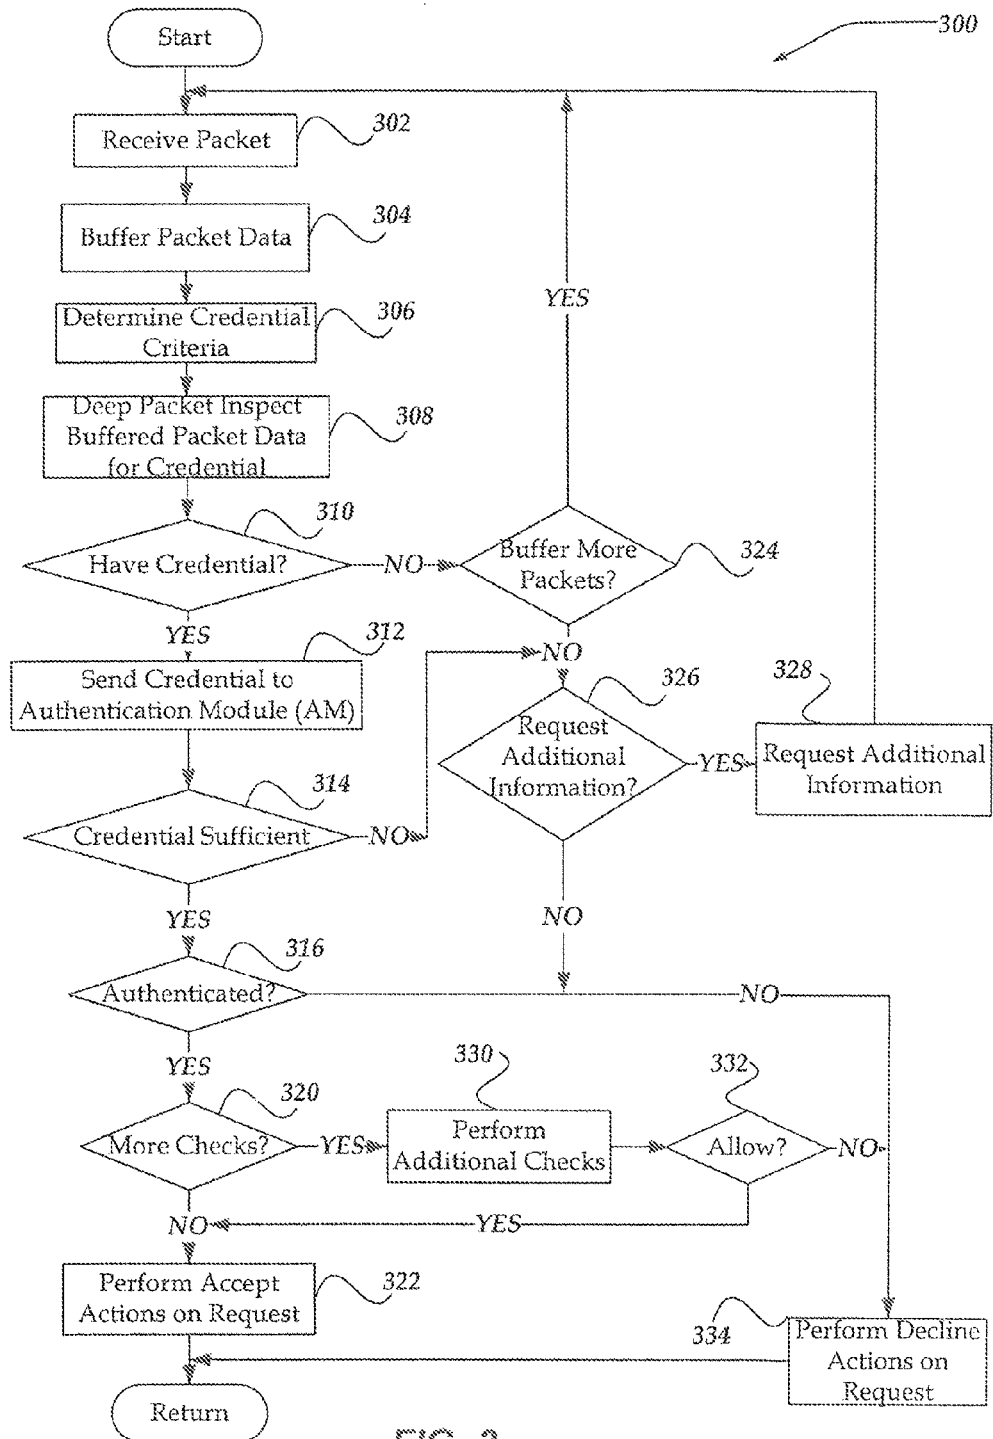 Start
300
Receive Packet
302
Buffer Packet Data
304
YES
Determine Credential
Criteria
306
Deep Packet Inspect
Buffered Packet Data
for Credential
308
Have Credential?
310
NO
Buffer More
Packets?
324
YES
Send Credential to
Authentication Module (AM)
312
NO
Request
Additional
Information?
326
YES
Request Additional
Information
328
Credential Sufficient
314
NO
YES
NO
Authenticated?
316
NO
YES
More Checks?
320
YES
Perform
Additional Checks
330
Allow?
332
NO
NO
YES
Perform Accept
Actions on Request
322
Perform Decline
Actions on
Request
334
Return
FIG. 3